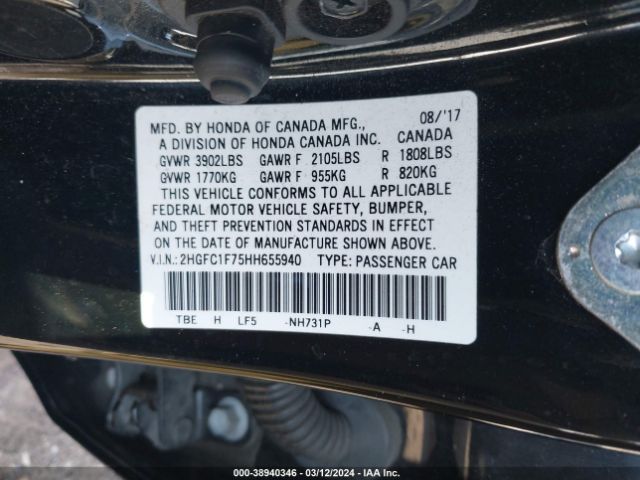 MFD. BY HONDA OF CANADA MFG., 08/'17
A DIVISION OF HONDA CANADA INC. CANADA
GVWR 3902LBS GAWR F 2105LBS R 1808LBS
GVWR 1770KG GAWR F 955KG R 820KG
THIS VEHICLE CONFORMS TO ALL APPLICABLE
FEDERAL MOTOR VEHICLE SAFETY, BUMPER,
AND THEFT PREVENTION STANDARDS IN EFFECT
ON THE DATE OF MANUFACTURE SHOWN ABOVE.
V.I.N.:2HGFC1F75HH655940 TYPE: PASSENGER CAR
TBE H LF5 -NH731P -A -H
000-38940346 - 03/12/2024 - IAA Inc.